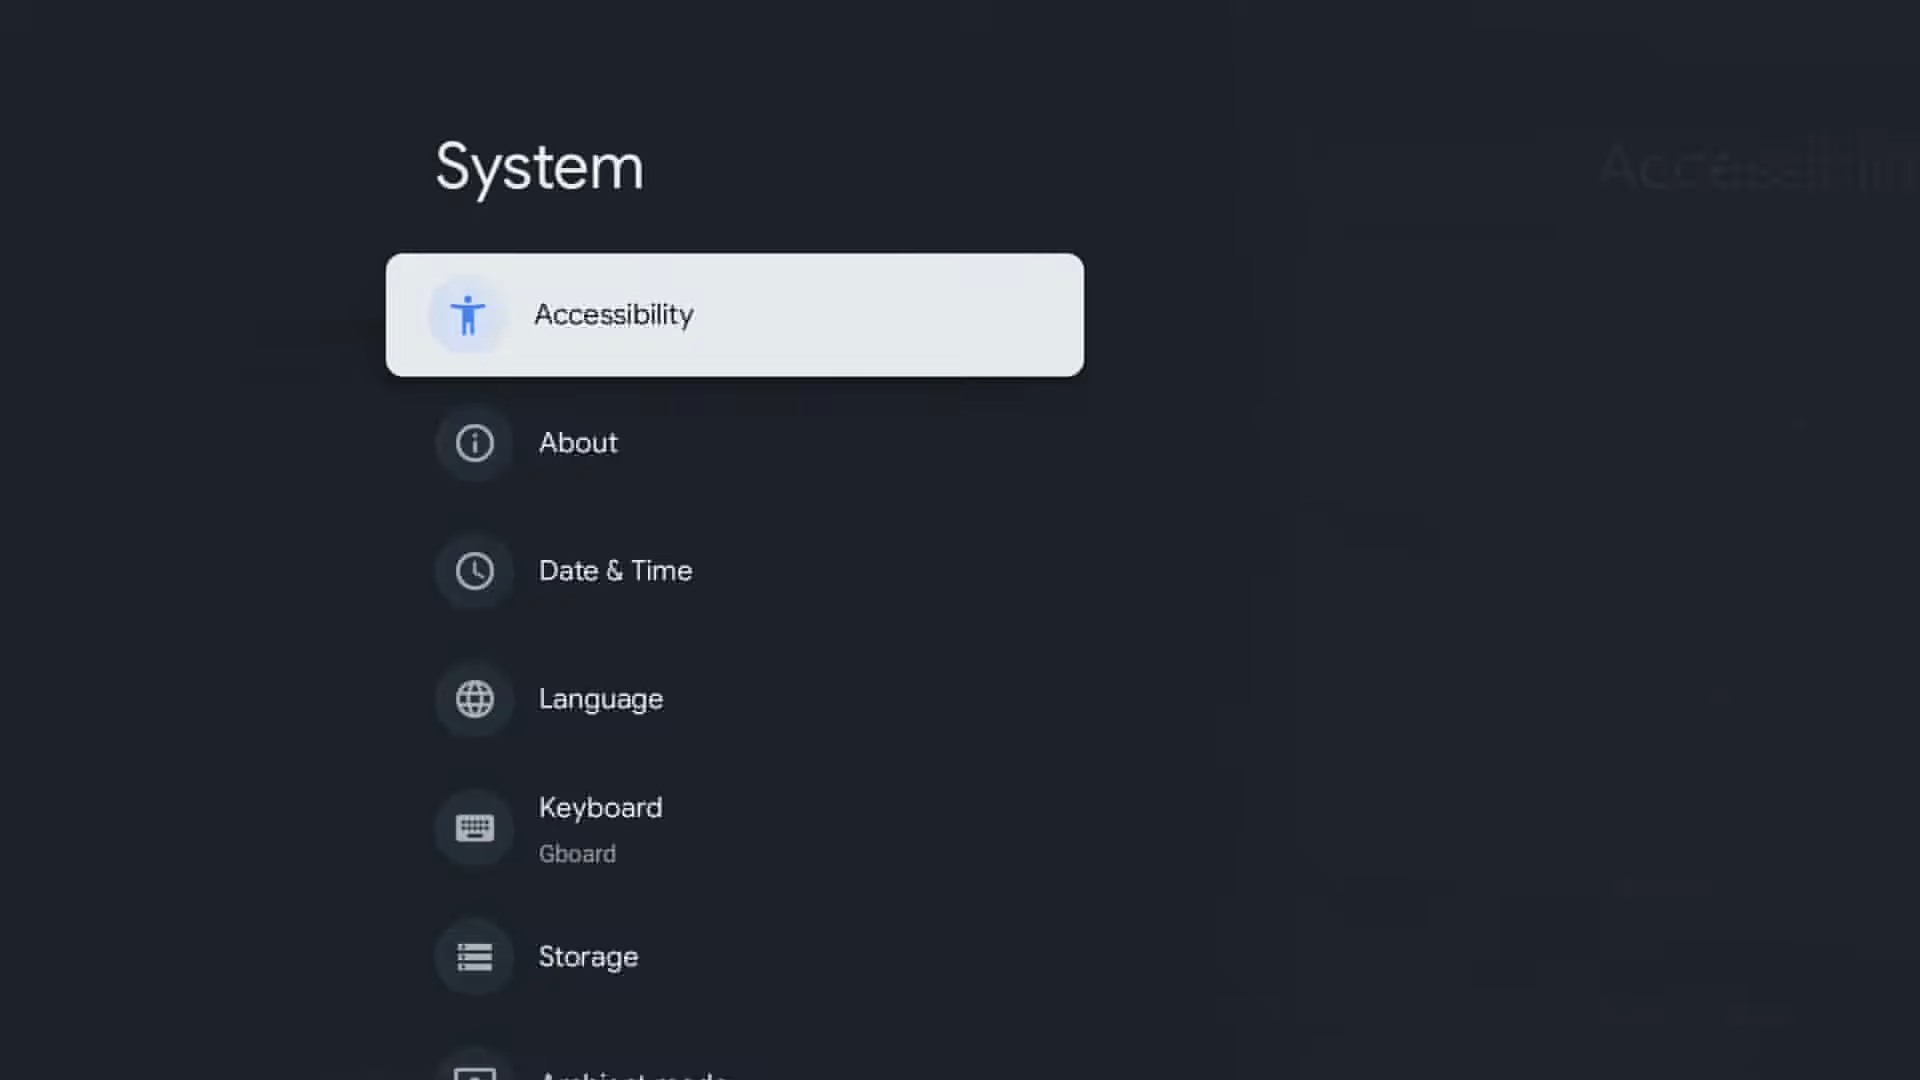 System
Accessibility
About
Date & Time
Language
Keyboard
Gboard
Storage